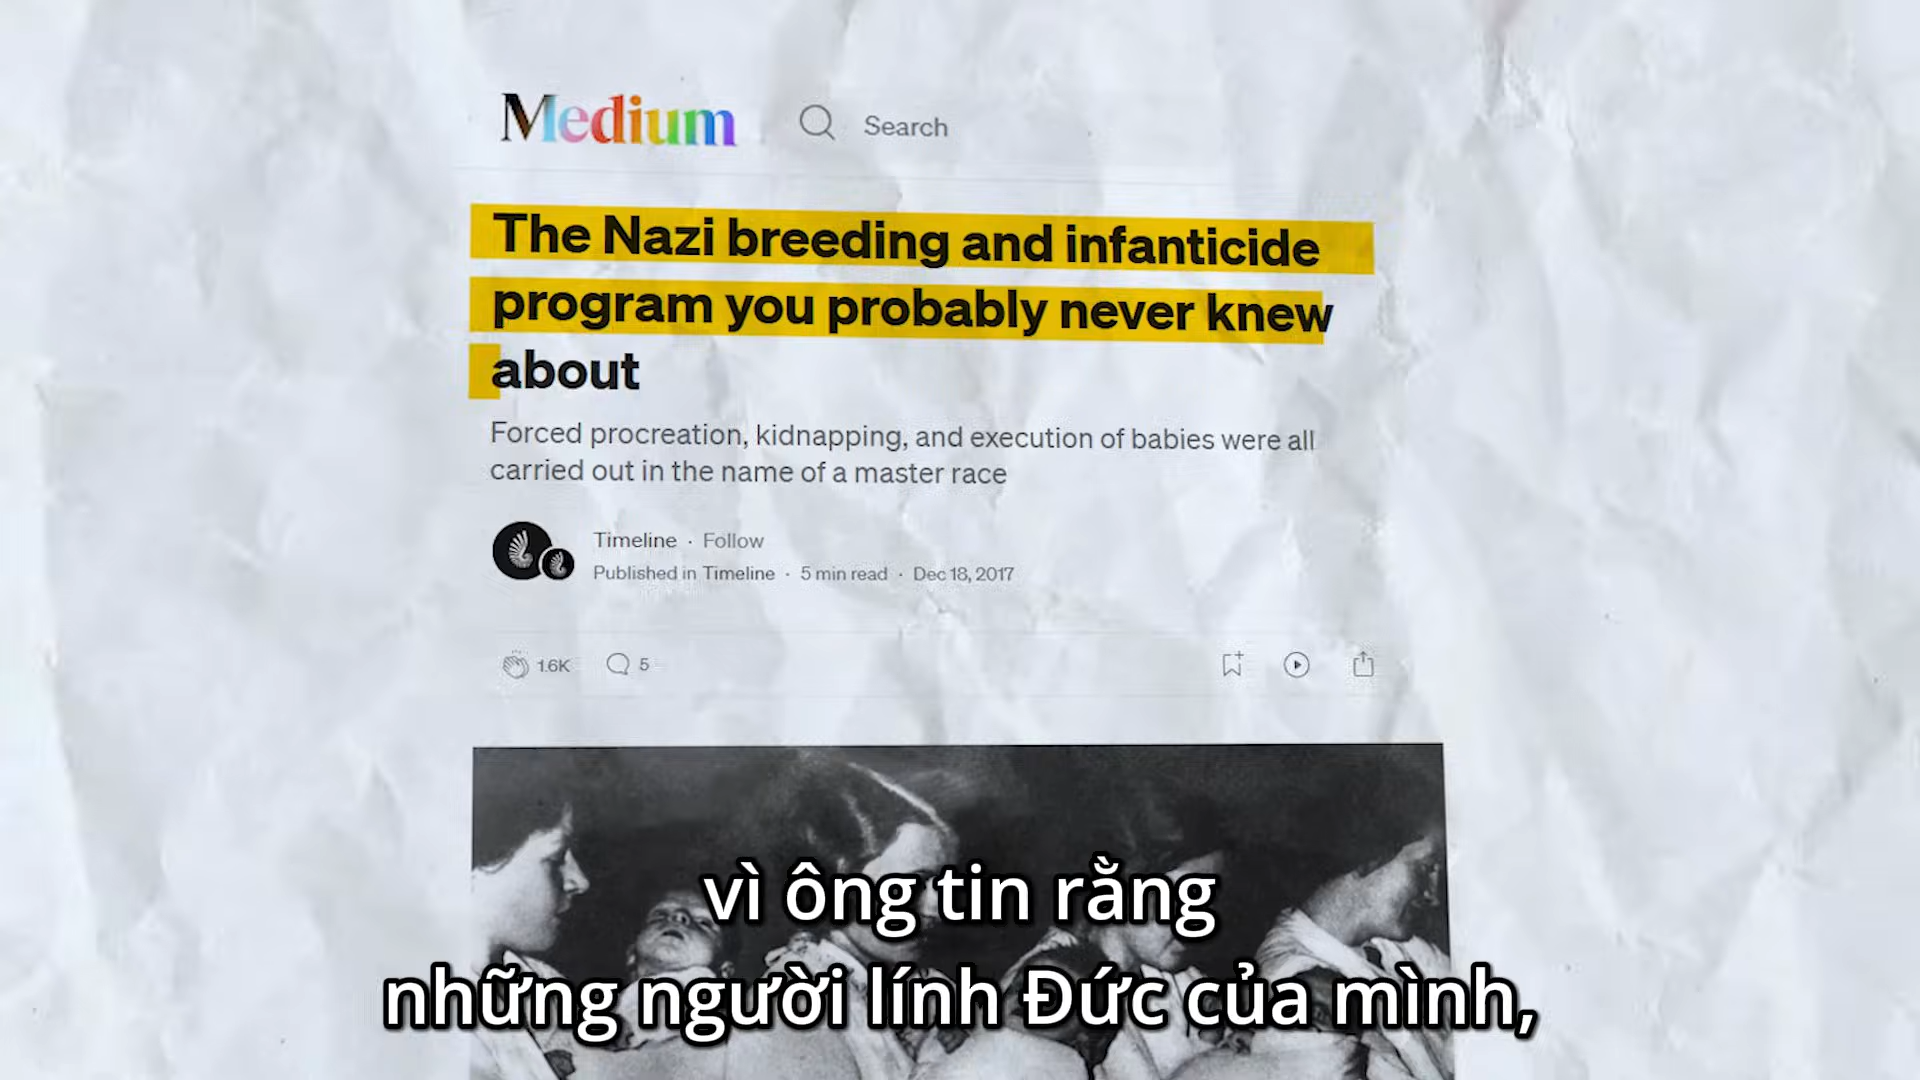 Medium
Search
The Nazi breeding and infanticide
program you probably never knew
about
Forced procreation, kidnapping, and execution of babies were all
carried out in the name of a master race
Timeline · Follow
Published in Timeline · 5 min read · Dec 18, 2017
1.6K
5
vì ông tin rằng
những người lính Đức của mình,